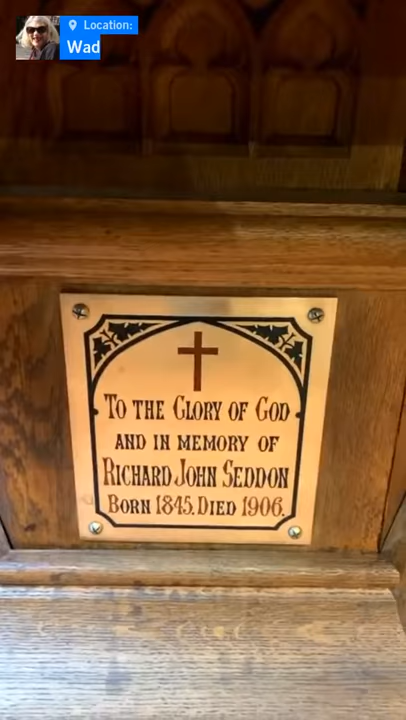 Location:
Wad
TO THE GLORY OF GOD
AND IN MEMORY OF
RICHARD JOHN SEDDON
BORN 1845. DIED 1906.